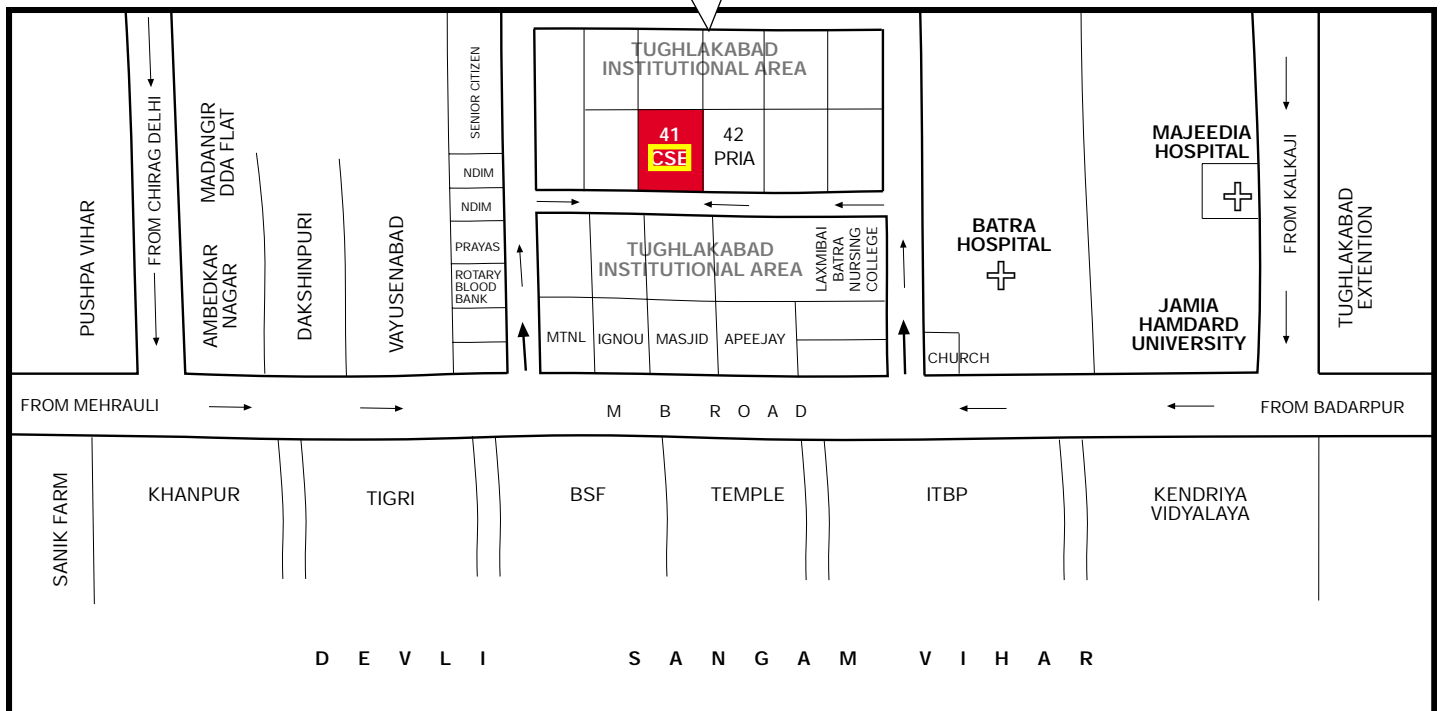 TUGHLAKABAD
INSTITUTIONAL AREA
41
CSE
42
PRIA
SENIOR CITIZEN
NDIM
NDIM
PRAYAS
ROTARY
BLOOD
BANK
PUSHPA VIHAR
FROM CHIRAG DELHI
MADANGIR
DDA FLAT
AMBEDKAR
NAGAR
DAKSHINPURI
VAYUSENABAD
TUGHLAKABAD
INSTITUTIONAL AREA
LAXMIBAI
BATRA
NURSING
COLLEGE
MTNL
IGNOU
MASJID
APEEJAY
BATRA
HOSPITAL
CHURCH
MAJEEDIA
HOSPITAL
JAMIA
HAMDARD
UNIVERSITY
FROM KALKAJI
TUGHLAKABAD
EXTENTION
FROM MEHRAULI
M B ROAD
FROM BADARPUR
SANIK FARM
KHANPUR
TIGRI
BSF
TEMPLE
ITBP
KENDRIYA
VIDYALAYA
DEVLI SANGAM VIHAR